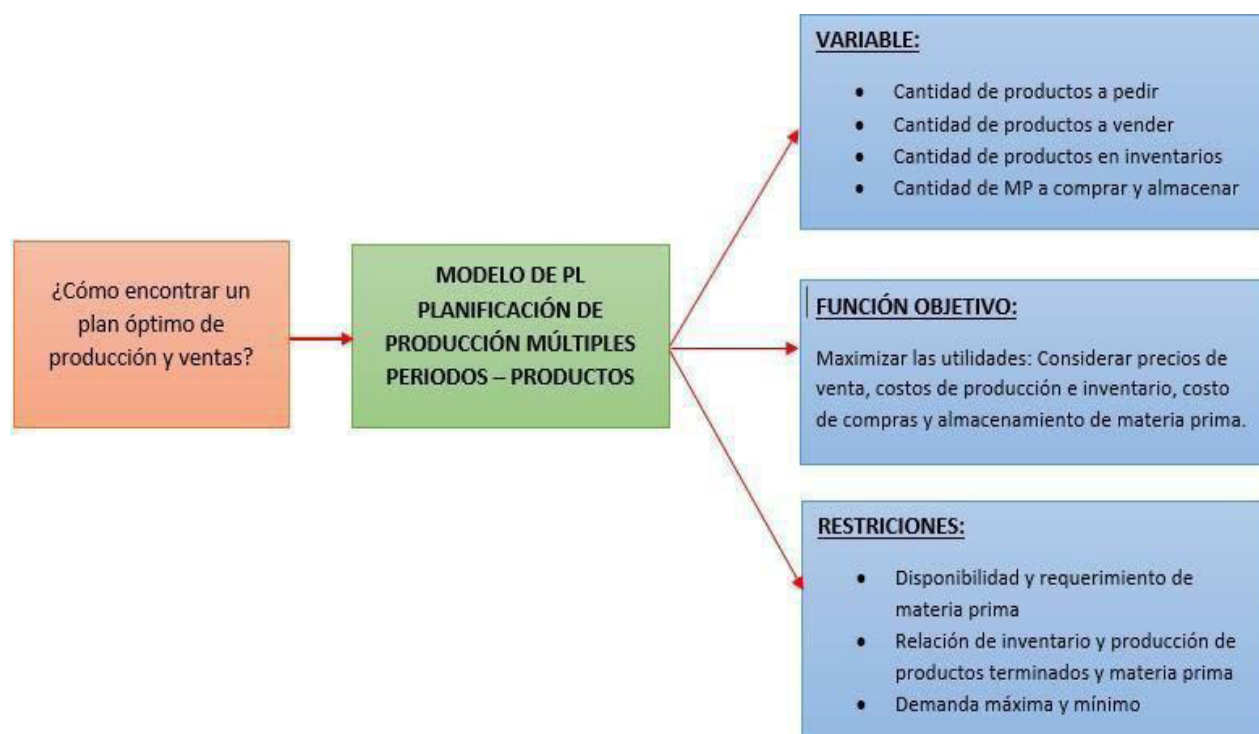 ¿Cómo encontrar un
plan óptimo de
producción y ventas?
MODELO DE PL
PLANIFICACIÓN DE
PRODUCCIÓN MÚLTIPLES
PERIODOS – PRODUCTOS
VARIABLE:
• Cantidad de productos a pedir
• Cantidad de productos a vender
• Cantidad de productos en inventarios
• Cantidad de MP a comprar y almacenar
FUNCIÓN OBJETIVO:
Maximizar las utilidades: Considerar precios de
venta, costos de producción e inventario, costo
de compras y almacenamiento de materia prima.
RESTRICIONES:
• Disponibilidad y requerimiento de
materia prima
• Relación de inventario y producción de
productos terminados y materia prima
• Demanda máxima y mínimo